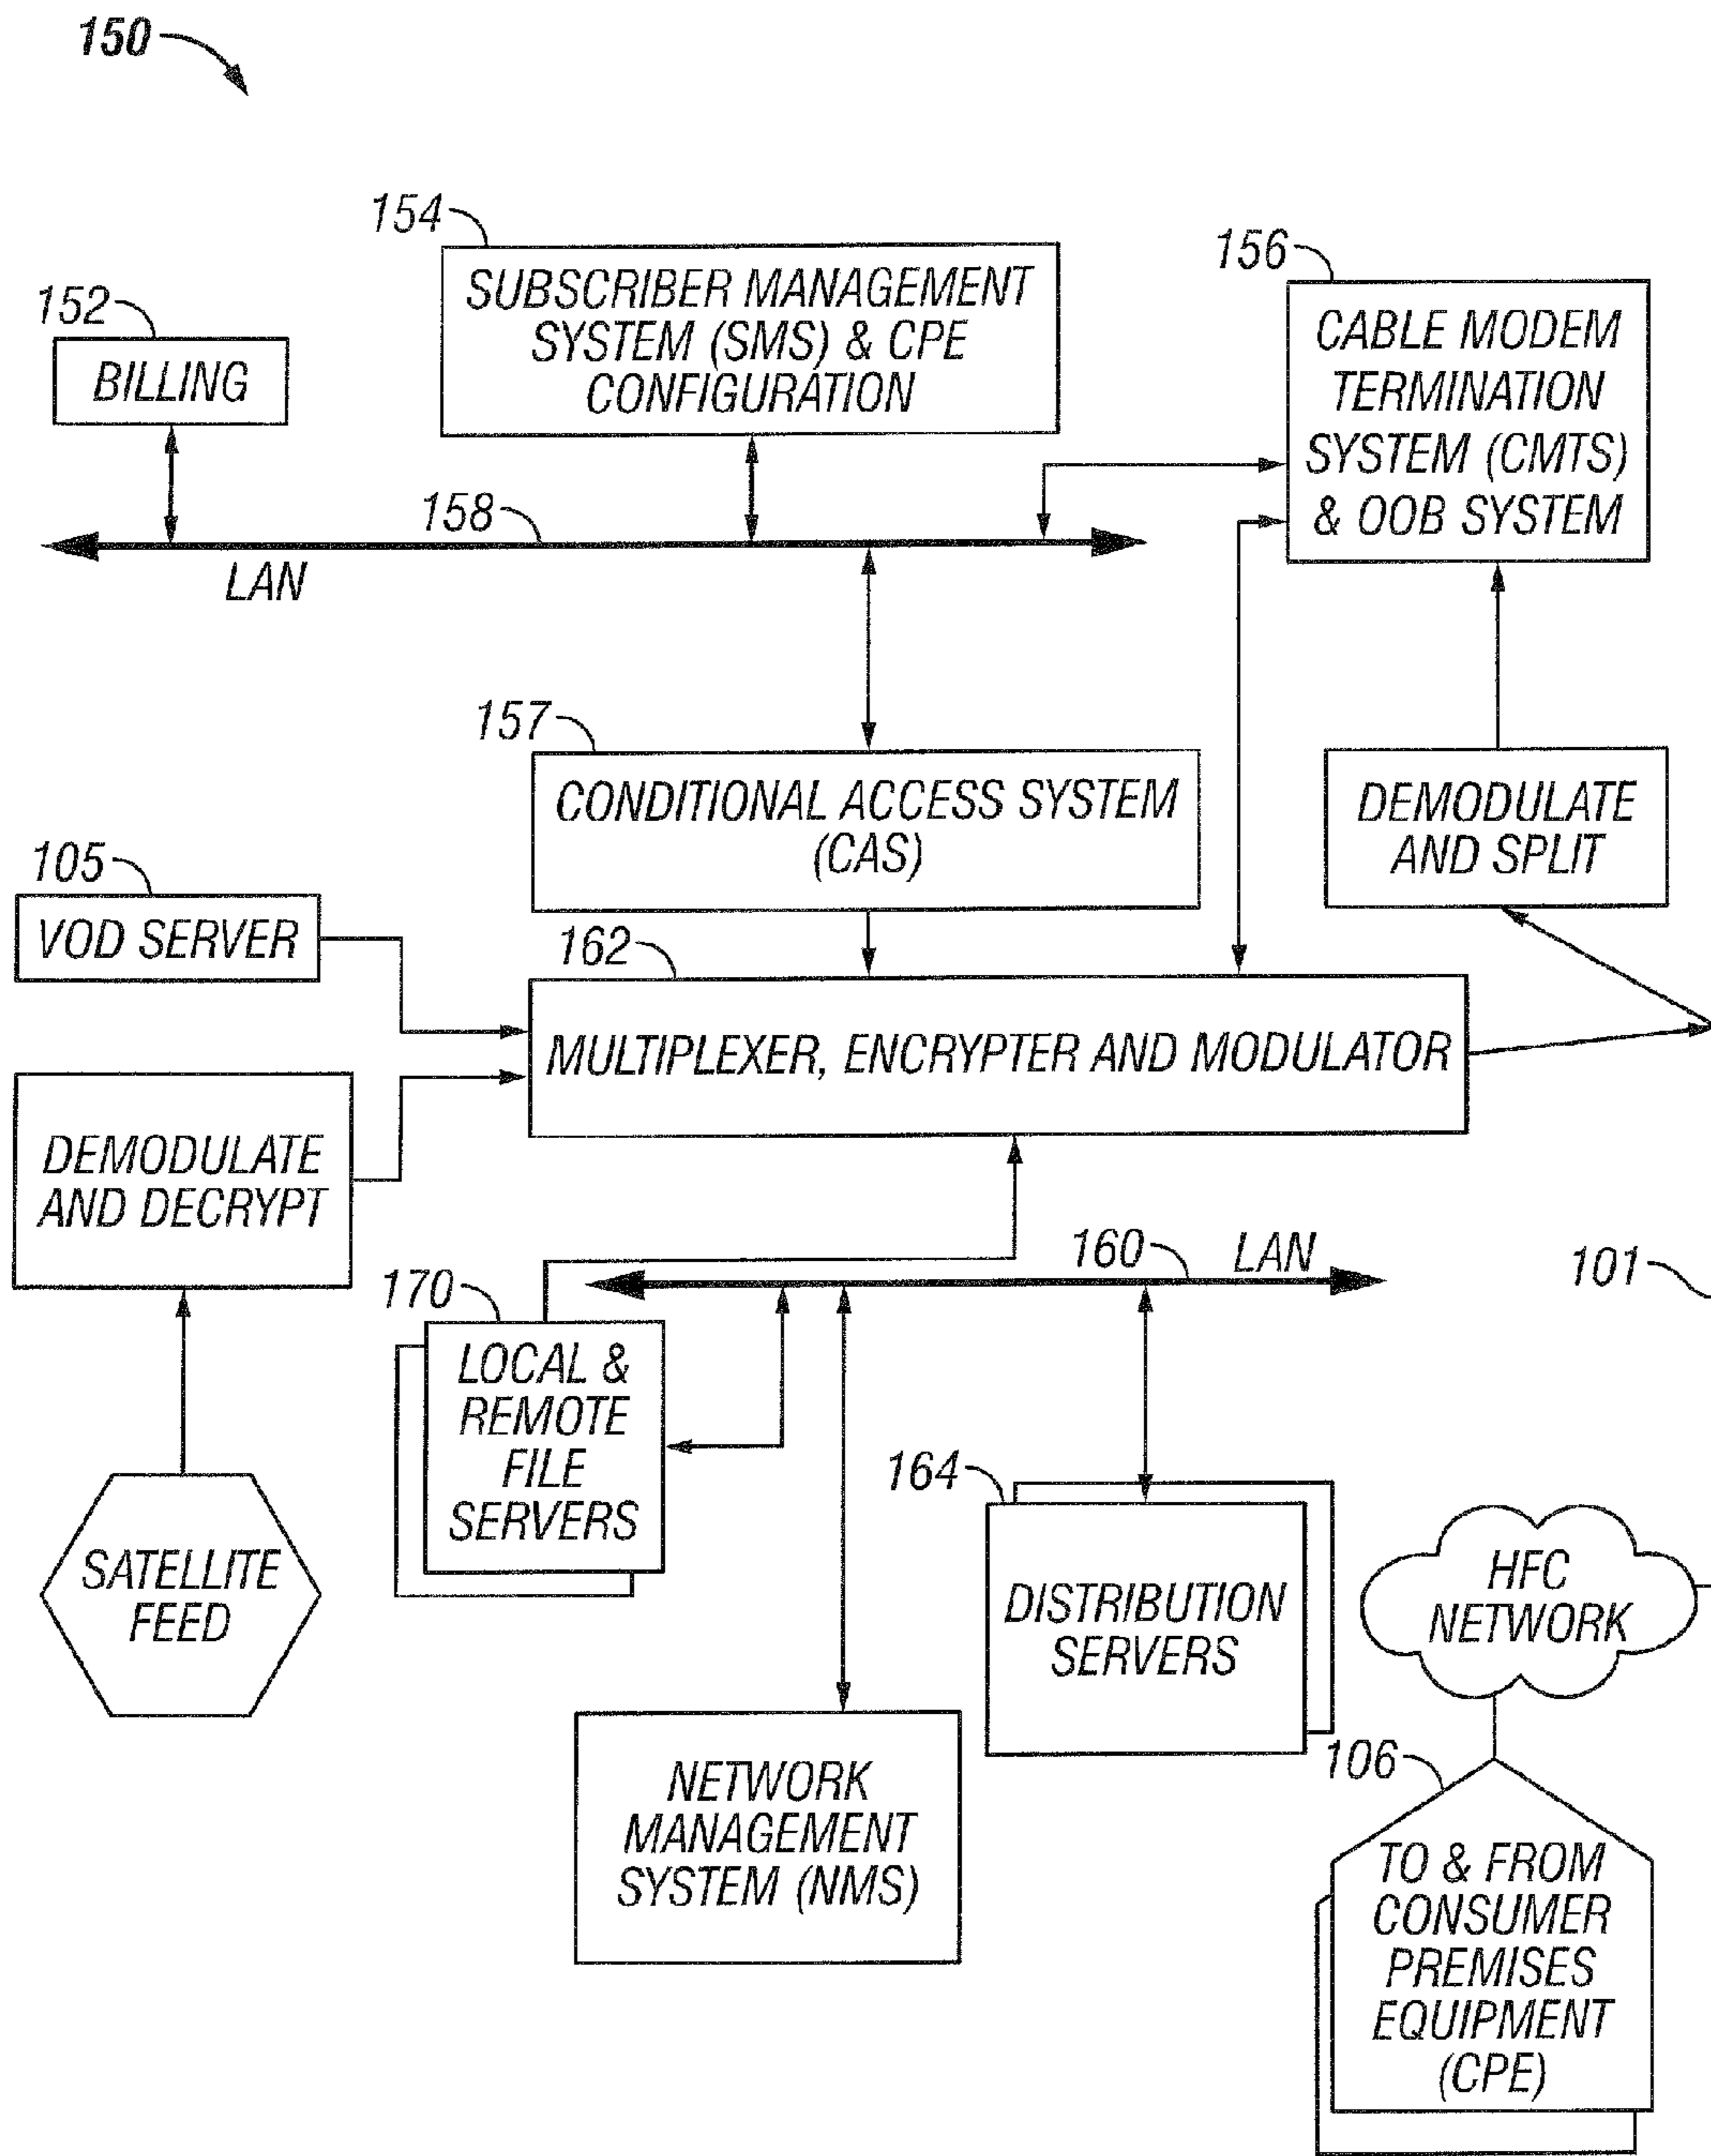 150
154
SUBSCRIBER MANAGEMENT
SYSTEM (SMS) & CPE
CONFIGURATION
156
CABLE MODEM
TERMINATION
SYSTEM (CMTS)
& OOB SYSTEM
152
BILLING
158
LAN
157
CONDITIONAL ACCESS SYSTEM
(CAS)
DEMODULATE
AND SPLIT
105
VOD SERVER
162
MULTIPLEXER, ENCRYPTER AND MODULATOR
DEMODULATE
AND DECRYPT
160
LAN
101
170
LOCAL &
REMOTE
FILE
SERVERS
SATELLITE
FEED
164
DISTRIBUTION
SERVERS
HFC
NETWORK
NETWORK
MANAGEMENT
SYSTEM (NMS)
106
TO & FROM
CONSUMER
PREMISES
EQUIPMENT
(CPE)